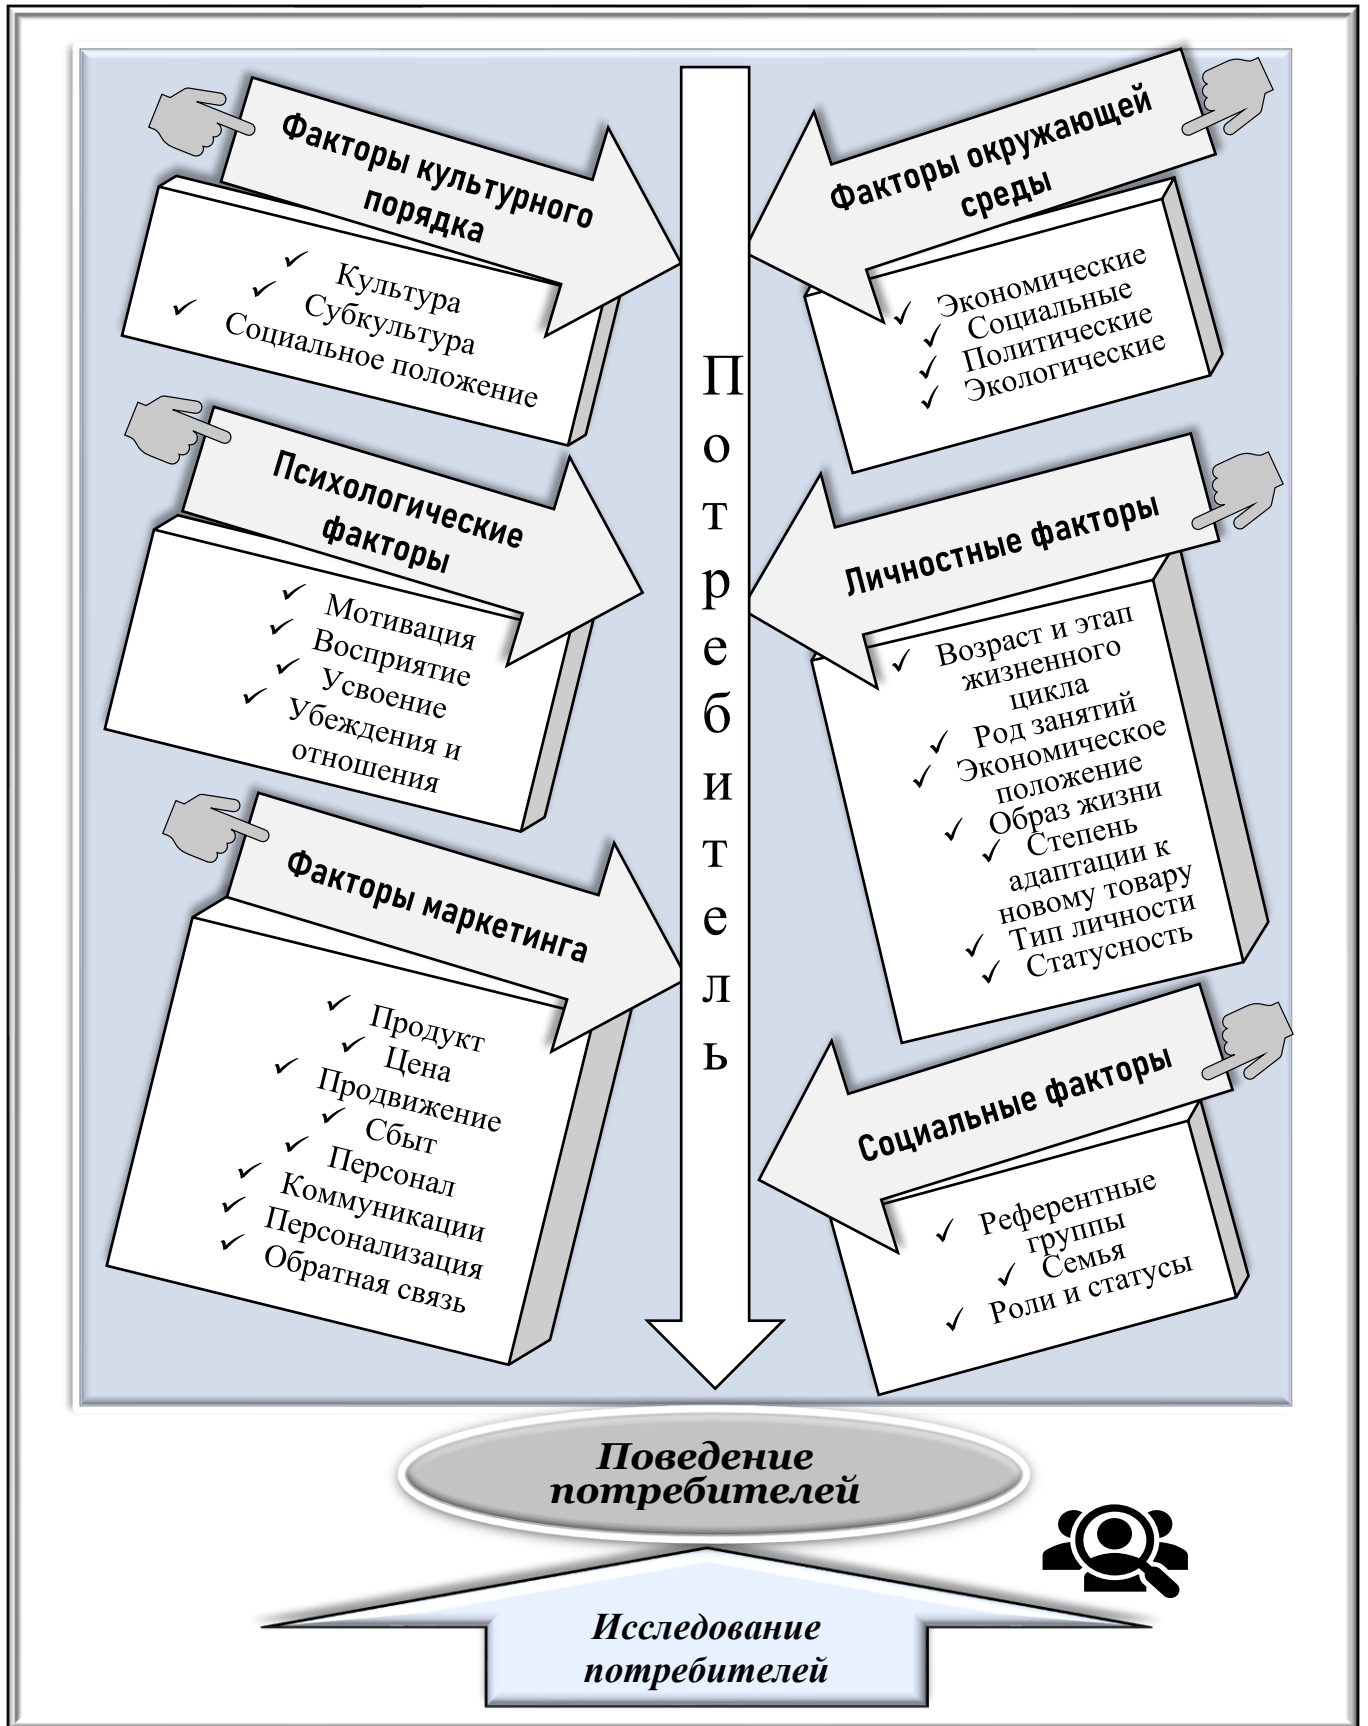 Факторы культурного
порядка
✓ Культура
✓ Субкультура
✓ Социальное положение
Психологические
факторы
✓ Мотивация
✓ Восприятие
✓ Усвоение
✓ Убеждения и
отношения
Факторы маркетинга
✓ Продукт
✓ Цена
✓ Продвижение
✓ Сбыт
✓ Персонал
✓ Коммуникации
✓ Персонализация
✓ Обратная связь
Потребитель
Факторы окружающей
среды
✓ Экономические
✓ Социальные
✓ Политические
✓ Экологические
Личностные факторы
✓ Возраст и этап
жизненного
цикла
✓ Род занятий
✓ Экономическое
положение
✓ Образ жизни
✓ Степень
адаптации к
новому товару
✓ Тип личности
✓ Статусность
Социальные факторы
✓ Референтные
группы
✓ Семья
✓ Роли и статусы
Поведение
потребителей
Исследование
потребителей